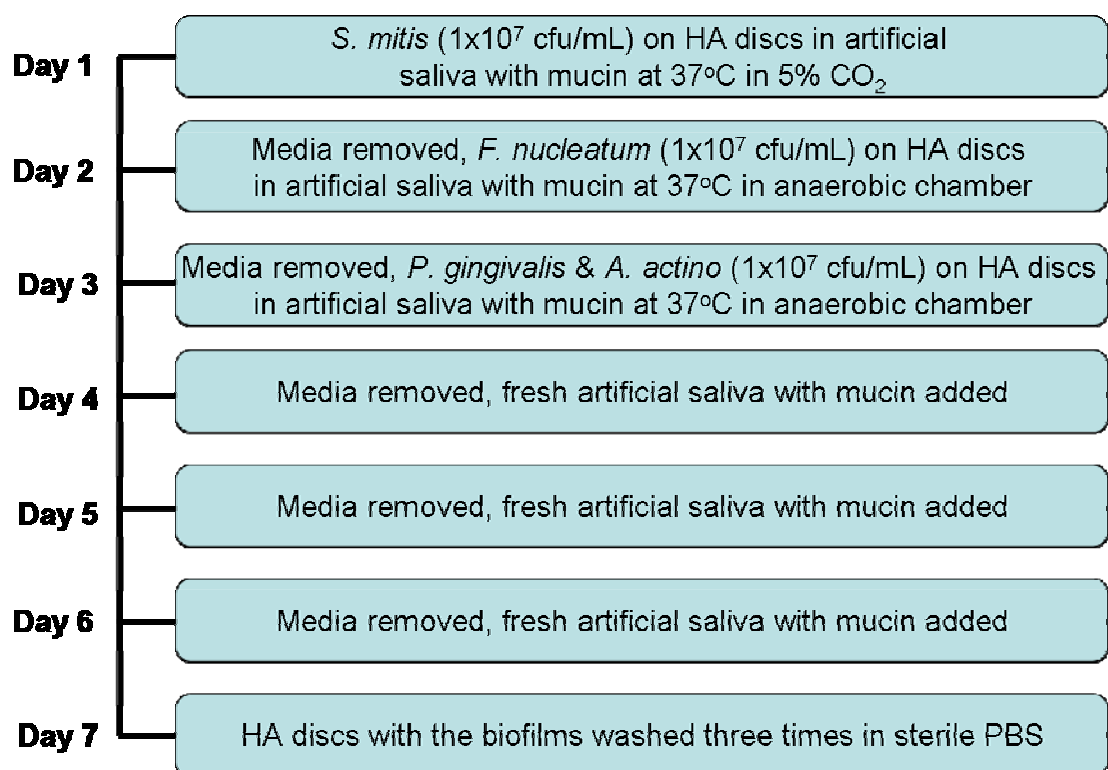 Day 1
S. mitis (1x10⁷ cfu/mL) on HA discs in artificial
saliva with mucin at 37ºC in 5% CO₂
Day 2
Media removed, F. nucleatum (1x10⁷ cfu/mL) on HA discs
in artificial saliva with mucin at 37ºC in anaerobic chamber
Day 3
Media removed, P. gingivalis & A. actino (1x10⁷ cfu/mL) on HA discs
in artificial saliva with mucin at 37ºC in anaerobic chamber
Day 4
Media removed, fresh artificial saliva with mucin added
Day 5
Media removed, fresh artificial saliva with mucin added
Day 6
Media removed, fresh artificial saliva with mucin added
Day 7
HA discs with the biofilms washed three times in sterile PBS